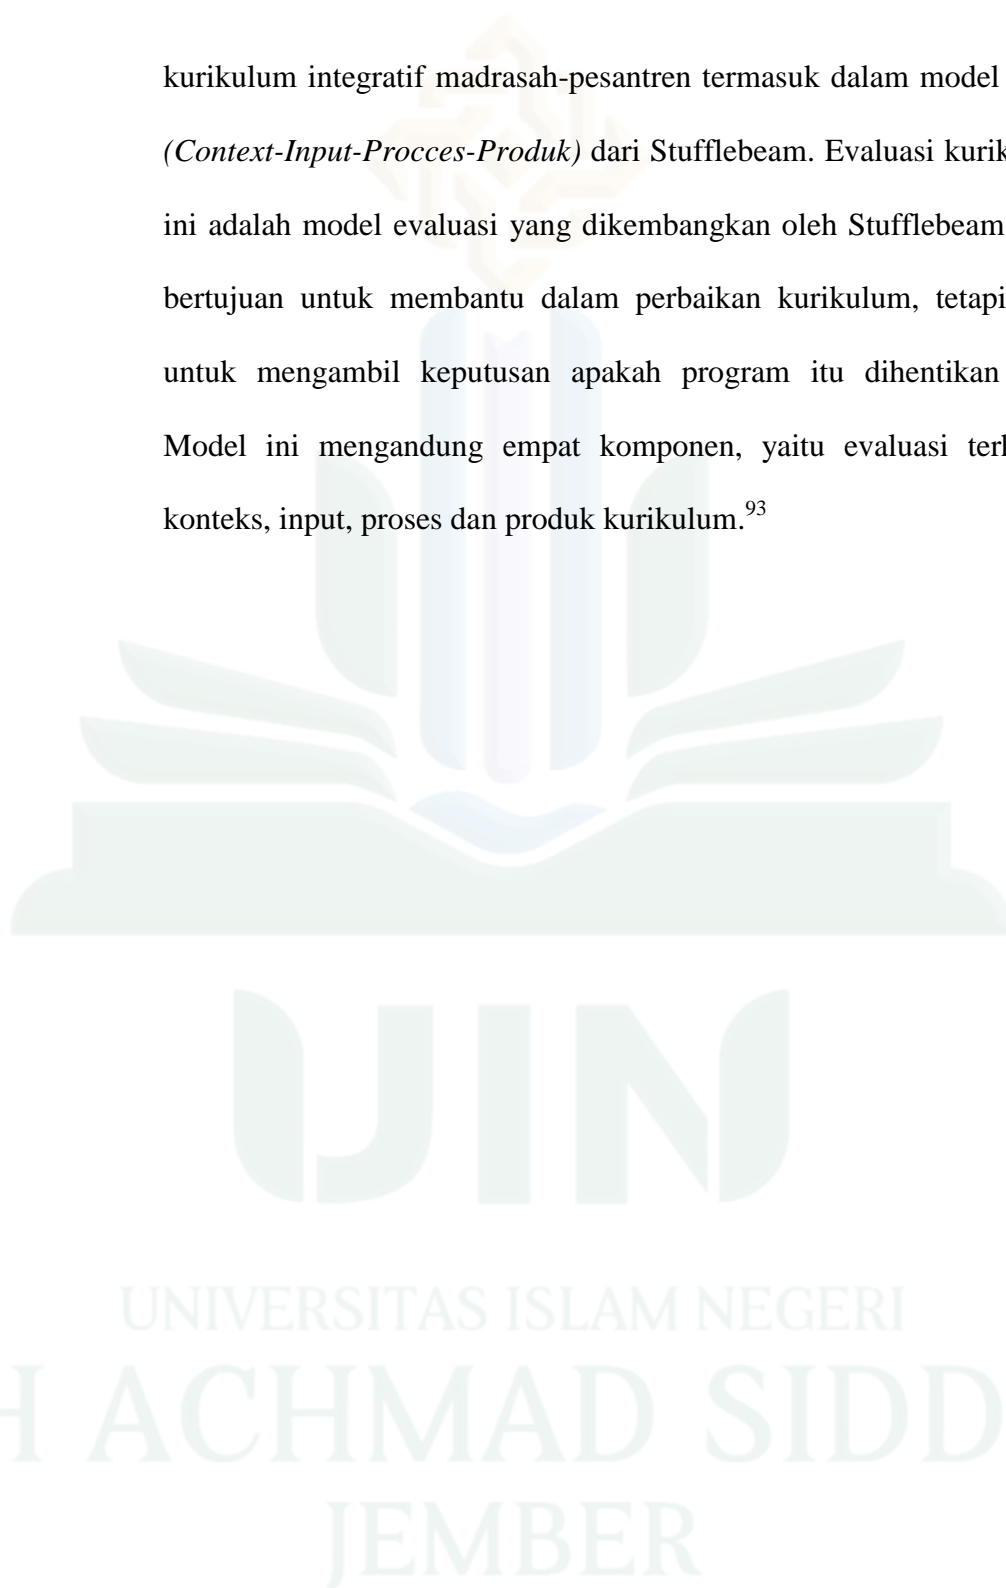 kurikulum integratif madrasah-pesantren termasuk dalam model
(Context-Input-Procces-Produk) dari Stufflebeam. Evaluasi kurik
ini adalah model evaluasi yang dikembangkan oleh Stufflebeam
bertujuan untuk membantu dalam perbaikan kurikulum, tetapi
untuk mengambil keputusan apakah program itu dihentikan
Model ini mengandung empat komponen, yaitu evaluasi ter
konteks, input, proses dan produk kurikulum.93
UIN
UNIVERSITAS ISLAM NEGERI
H ACHMAD SIDD
JEMBER